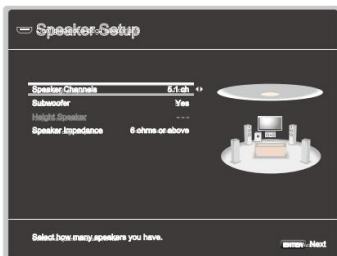 Speaker Setup
Speaker Channels 5.1 ch
Subwoofer Yes
Height Speaker ---
Speaker Impedance 6 ohms or above
Select how many speakers you have.
ENTER Next